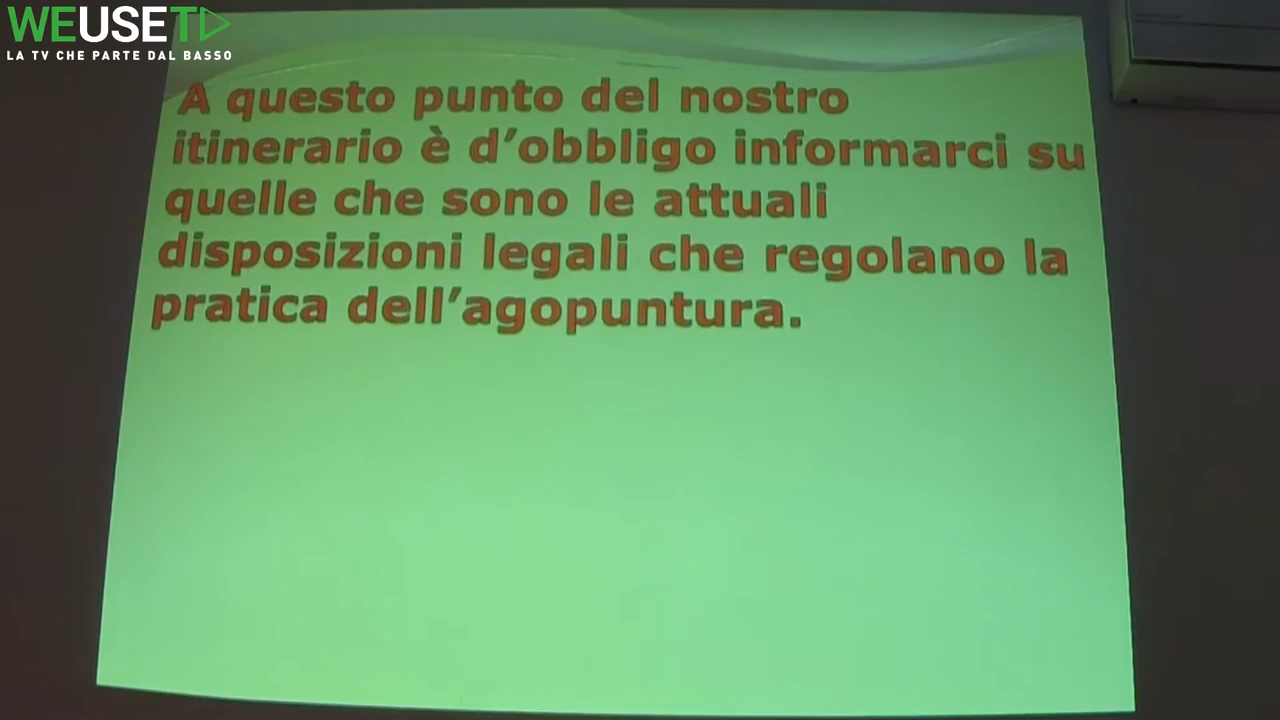 WEUSETV
LA TV CHE PARTE DAL BASSO
A questo punto del nostro
itinerario è d’obbligo informarci su
quelle che sono le attuali
disposizioni legali che regolano la
pratica dell’agopuntura.